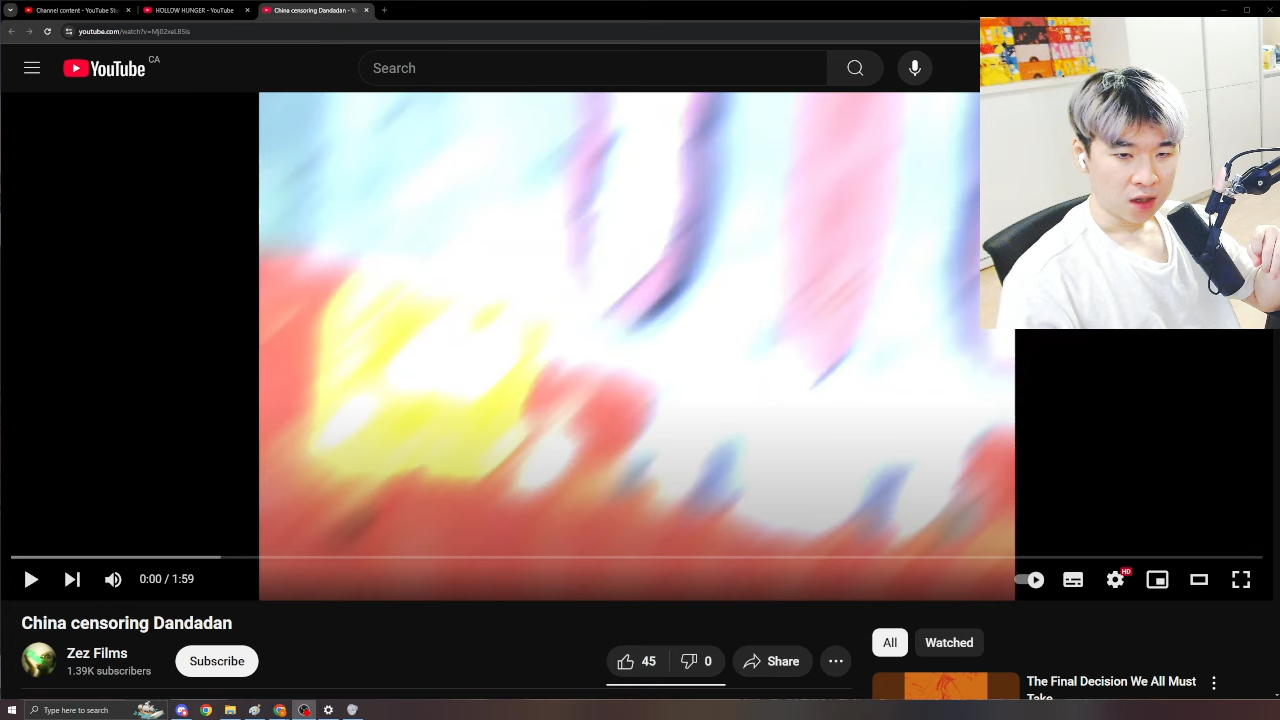 Channel content - YouTube St
HOLLOW HUNGER - YouTube
China censoring Dandadan - Y
youtube.com/watch?v=Mj02xeL85is
YouTube CA
Search
0:00 / 1:59
HD
China censoring Dandadan
Zez Films
1.39K subscribers
Subscribe
45
0
Share
All
Watched
The Final Decision We All Must
Take
Type here to search